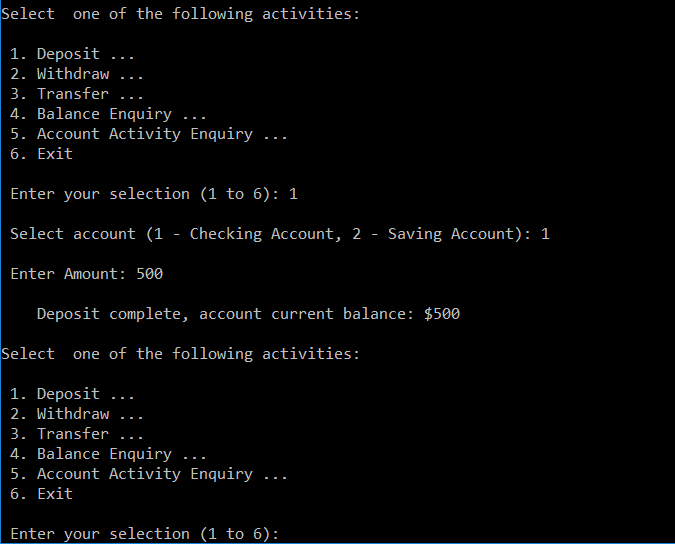 Select  one of the following activities:
1. Deposit ...
2. Withdraw ...
3. Transfer ...
4. Balance Enquiry ...
5. Account Activity Enquiry ...
6. Exit
Enter your selection (1 to 6): 1
Select account (1 - Checking Account, 2 - Saving Account): 1
Enter Amount: 500
Deposit complete, account current balance: $500
Select  one of the following activities:
1. Deposit ...
2. Withdraw ...
3. Transfer ...
4. Balance Enquiry ...
5. Account Activity Enquiry ...
6. Exit
Enter your selection (1 to 6):